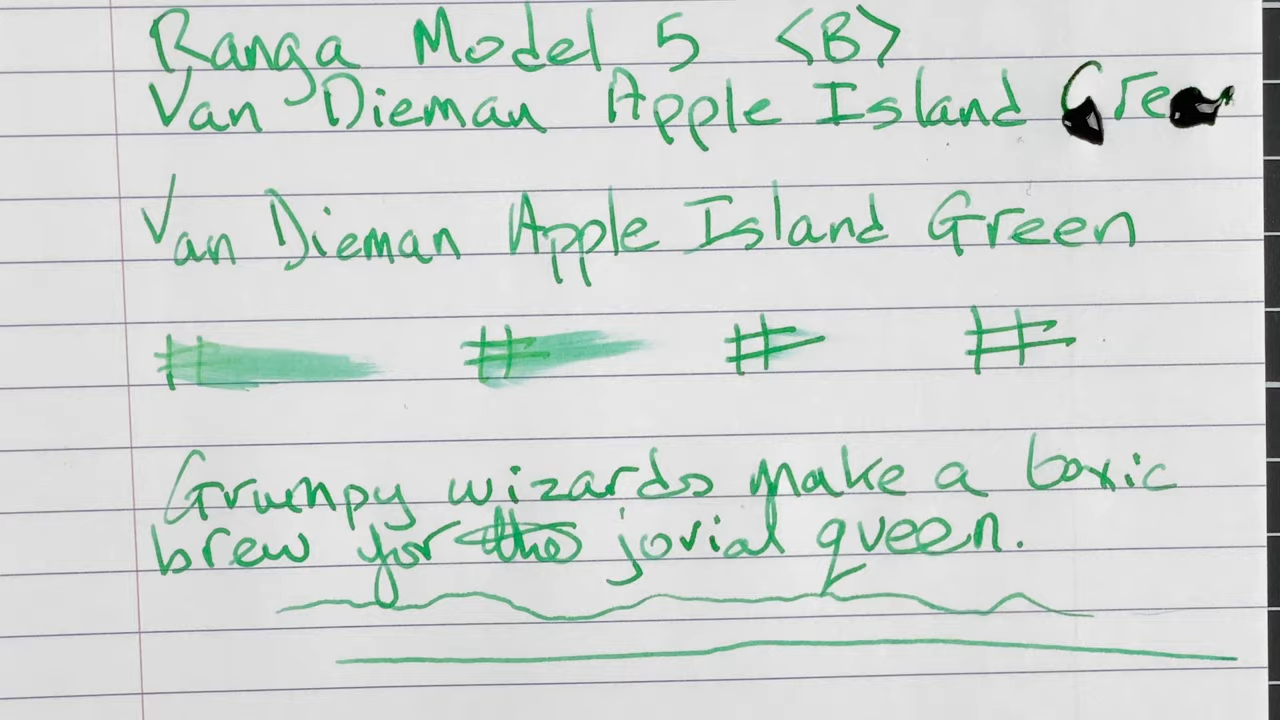 Ranga Model 5 <B>
Van Dieman Apple Island Gre
Van Dieman Apple Island Green
# # # #
Grumpy wizards make a toxic
brew for the jovial queen.